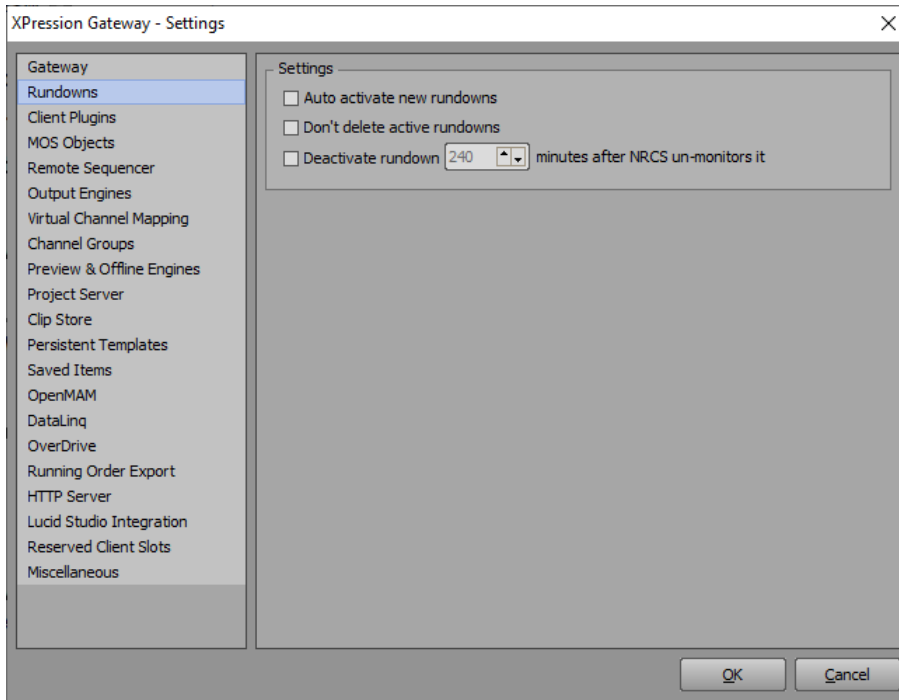 XPression Gateway - Settings
Gateway
Rundowns
Client Plugins
MOS Objects
Remote Sequencer
Output Engines
Virtual Channel Mapping
Channel Groups
Preview & Offline Engines
Project Server
Clip Store
Persistent Templates
Saved Items
OpenMAM
DataLinq
OverDrive
Running Order Export
HTTP Server
Lucid Studio Integration
Reserved Client Slots
Miscellaneous
Settings
Auto activate new rundowns
Don't delete active rundowns
Deactivate rundown 240 minutes after NRCS un-monitors it
OK
Cancel